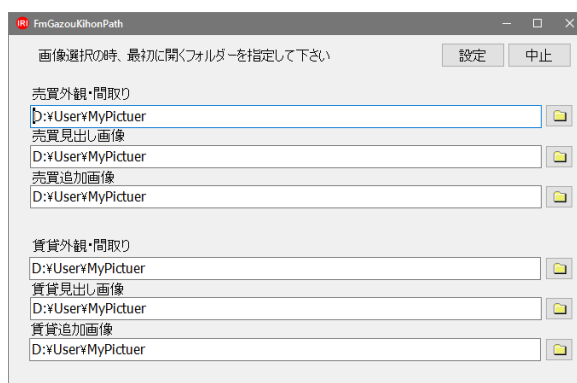 IRI FmGazouKihonPath
画像選択の時、最初に開くフォルダーを指定して下さい 設定 中止
売買外観・間取り
D:¥User¥MyPictuer
売買見出し画像
D:¥User¥MyPictuer
売買追加画像
D:¥User¥MyPictuer
賃貸外観・間取り
D:¥User¥MyPictuer
賃貸見出し画像
D:¥User¥MyPictuer
賃貸追加画像
D:¥User¥MyPictuer